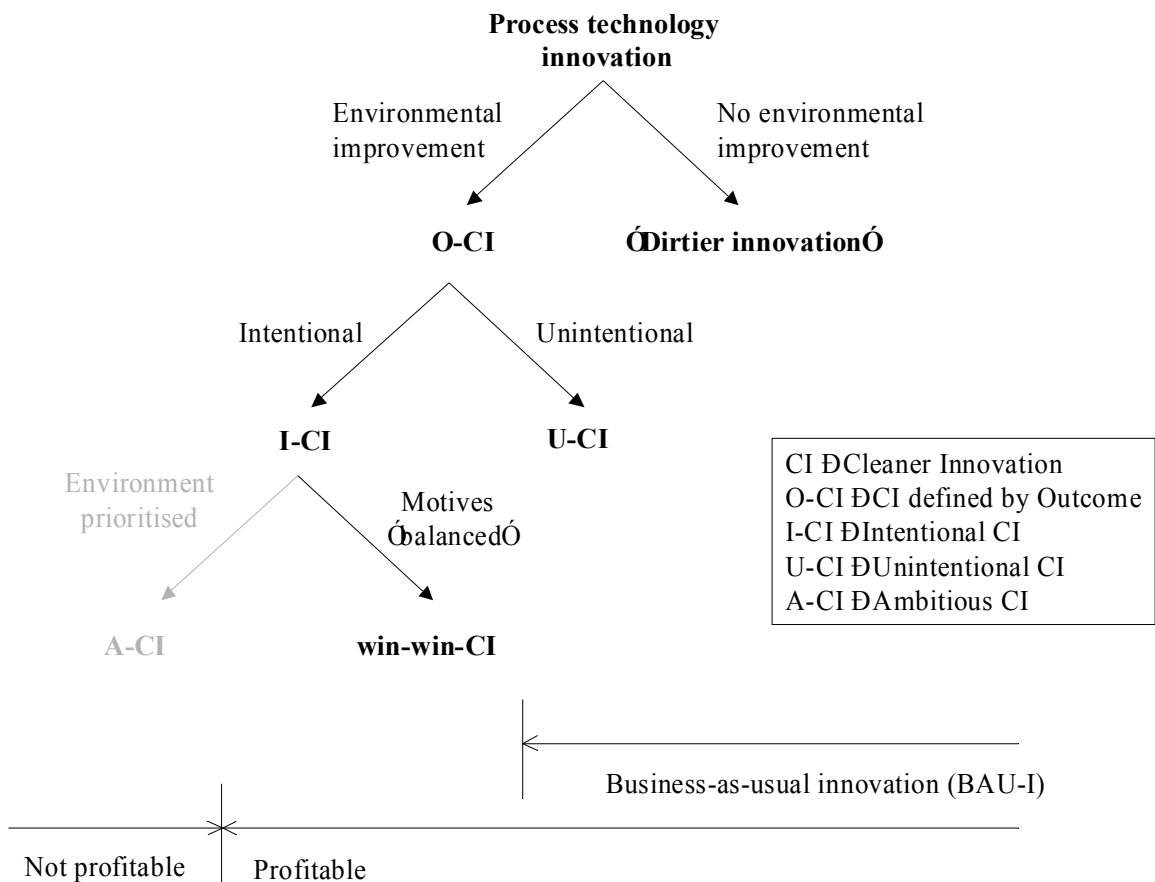 Process technology
innovation
Environmental
improvement
No environmental
improvement
O-CI
ÓDirtier innovationÓ
Intentional
Unintentional
I-CI
U-CI
Environment
prioritised
Motives
ÓbalancedÓ
CI ÐCleaner Innovation
O-CI ÐCI defined by Outcome
I-CI ÐIntentional CI
U-CI ÐUnintentional CI
A-CI ÐAmbitious CI
A-CI
win-win-CI
Business-as-usual innovation (BAU-I)
Not profitable
Profitable